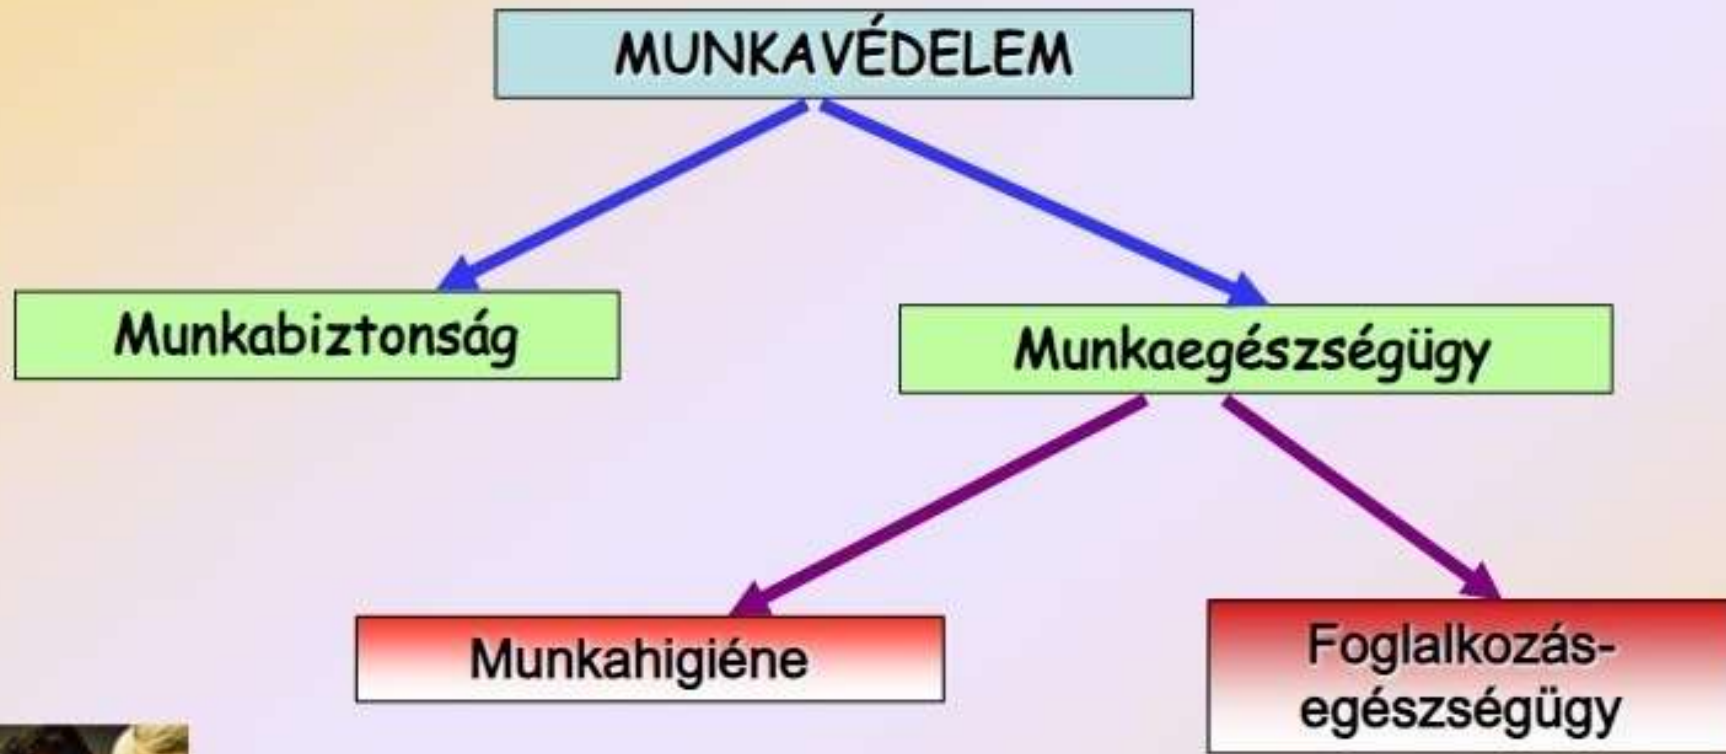 MUNKAVÉDELEM
Munkabiztonság
Munkaegészségügy
Munkahigiéne
Foglalkozás-
egészségügy